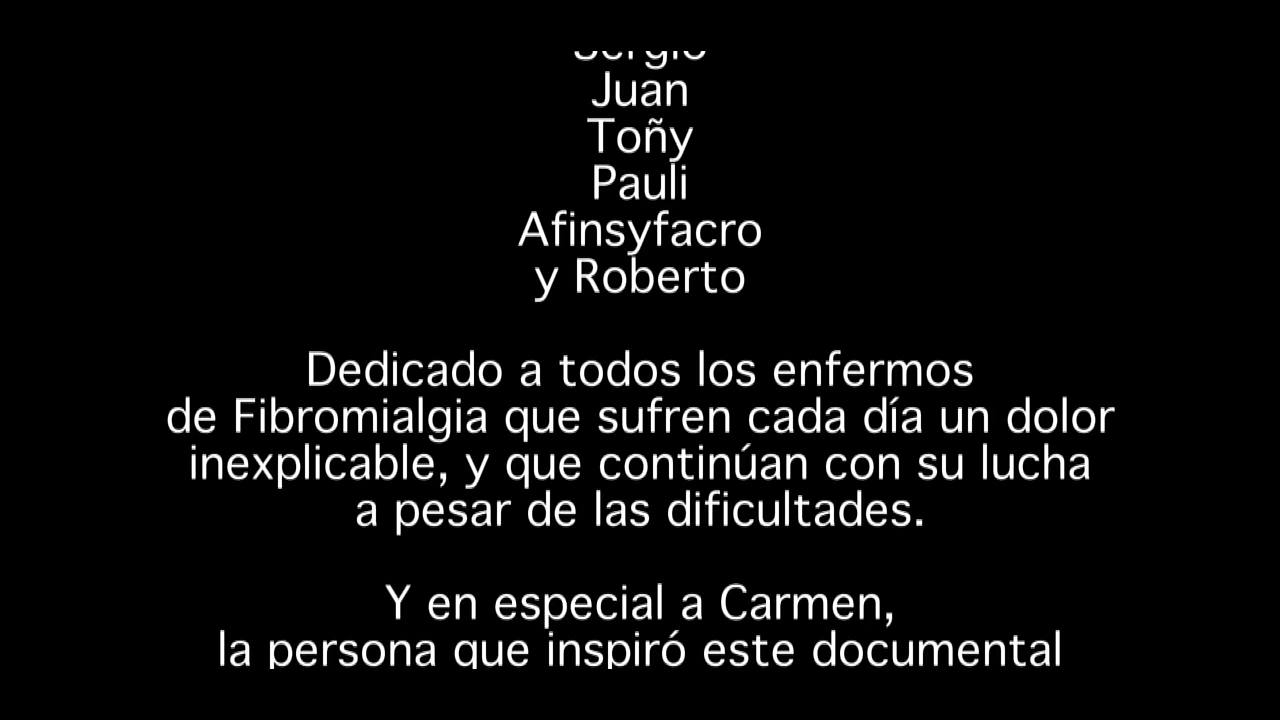 Sergio
Juan
Toñy
Pauli
Afinsyfacro
y Roberto
Dedicado a todos los enfermos
de Fibromialgia que sufren cada día un dolor
inexplicable, y que continúan con su lucha
a pesar de las dificultades.
Y en especial a Carmen,
la persona que inspiró este documental